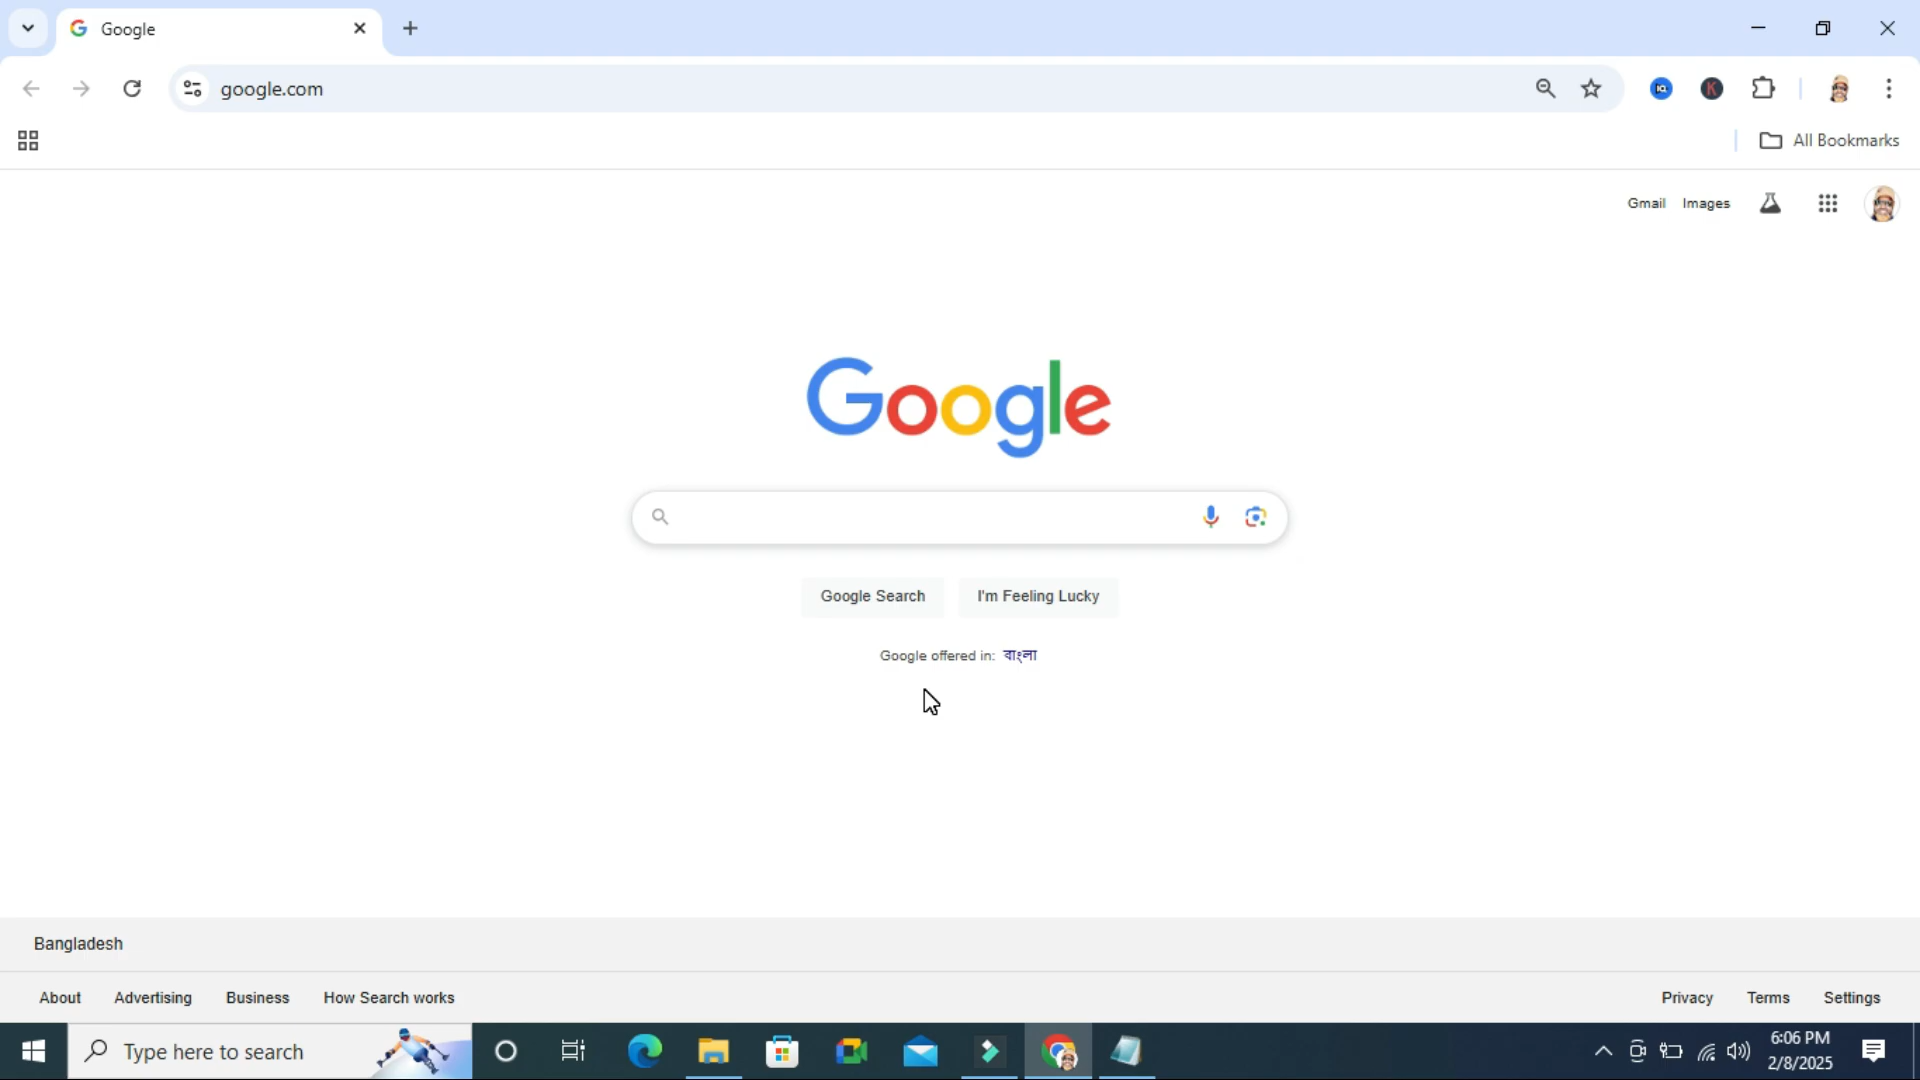 Google
google.com
All Bookmarks
Gmail Images
Google
Google Search I'm Feeling Lucky
Google offered in: বাংলা
Bangladesh
About Advertising Business How Search works Privacy Terms Settings
Type here to search
6:06 PM
2/8/2025